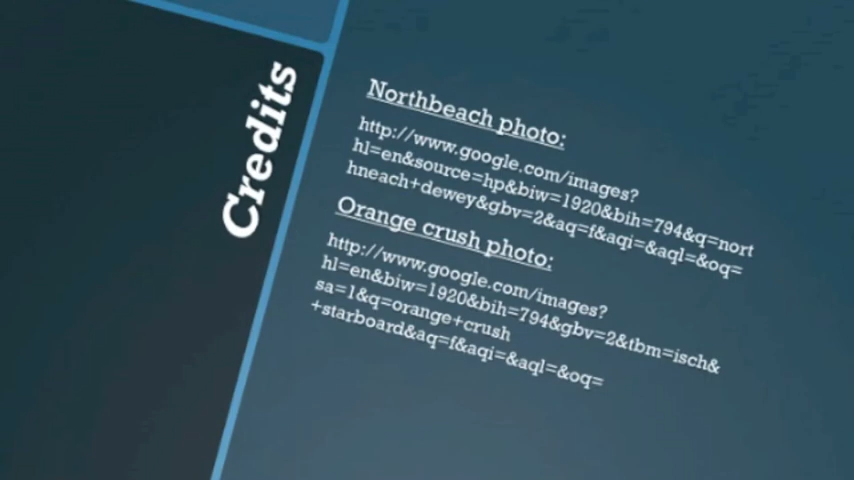 Credits
Northbeach photo:
http://www.google.com/images?
hl=en&source=hp&biw=1920&bih=794&q=nort
hneach+dewey&gbv=2&aq=f&aqi=&aql=&oq=
Orange crush photo:
http://www.google.com/images?
hl=en&biw=1920&bih=794&gbv=2&tbm=isch&
sa=1&q=orange+crush
+starboard&aq=f&aqi=&aql=&oq=